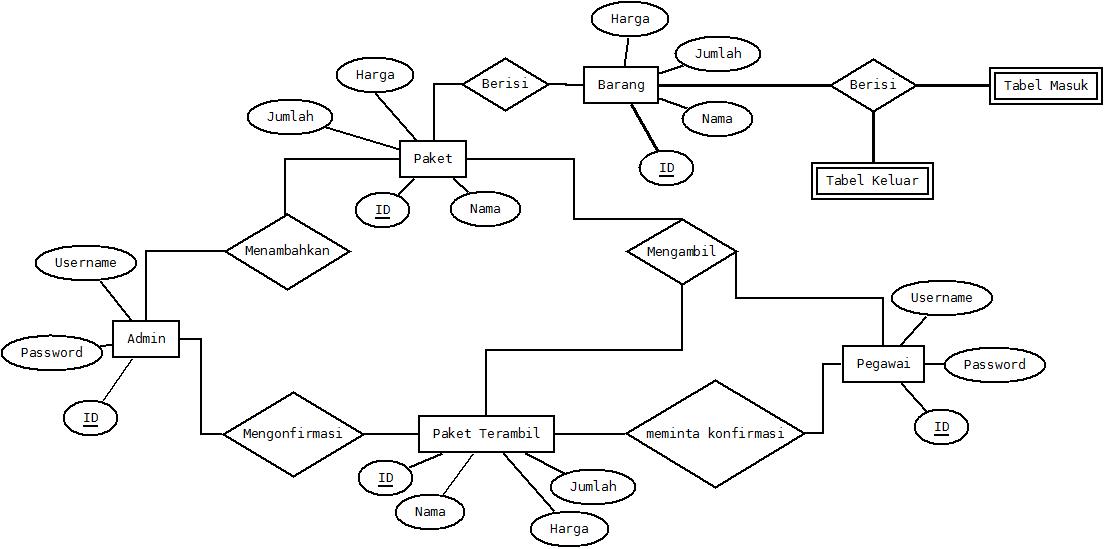 Harga
Jumlah
Harga
Berisi
Barang
Berisi
Tabel Masuk
Jumlah
Nama
Paket
ID
Tabel Keluar
ID
Nama
Menambahkan
Mengambil
Username
Username
Admin
Password
Pegawai
Password
ID
ID
Mengonfirmasi
Paket Terambil
meminta konfirmasi
ID
Jumlah
Nama
Harga